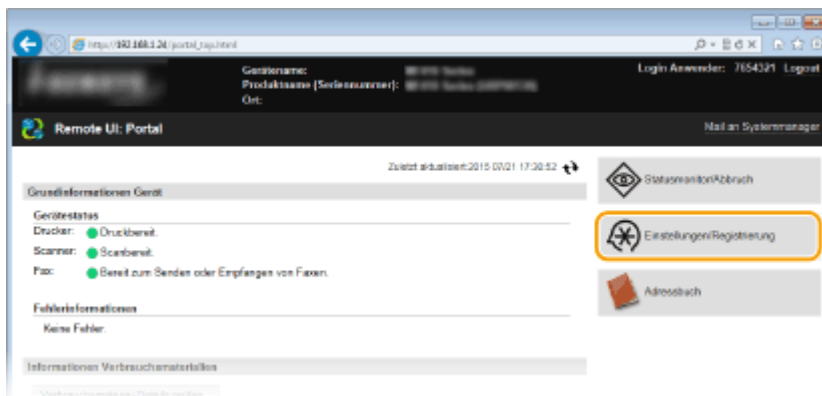 http://192.168.1.24/portal_top.html
Gerätename:
Produktname (Seriennummer):
Ort:
Login Anwender: 7654321 Logout
Remote UI: Portal
Mail an Systemmanager
Zuletzt aktualisiert:2015 07/21 17:30:52
Grundinformationen Gerät
Gerätestatus
Drucker: Druckbereit.
Scanner: Scanbereit.
Fax: Bereit zum Senden oder Empfangen von Faxen.
Fehlerinformationen
Keine Fehler.
Informationen Verbrauchsmaterialien
Statusmonitor/Abbruch
Einstellungen/Registrierung
Adressbuch